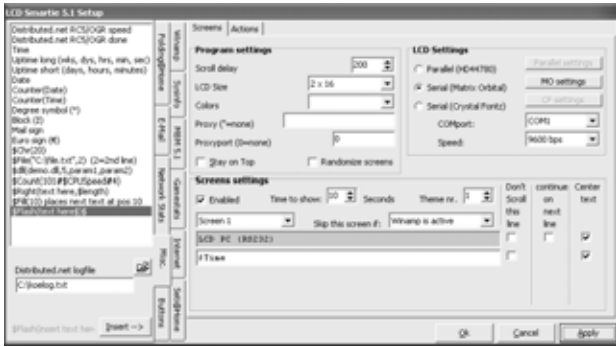 LCD Smartie 5.1 Setup
Distributed.net RC5/OGR speed
Distributed.net RC5/OGR done
Time
Uptime long (wks, dys, hrs, min, sec)
Uptime short (days, hours, minutes)
Date
Counter(Date)
Counter(Time)
Degree symbol (°)
Block
Mail sign
Euro sign (€)
$Chr(20)
$File("C:\file.txt",2) (2=2nd line)
$dll(demo.dll,5,param1,param2)
$Count(101#$CPUSpeed#4)
$Right(text here,$length)
$Fill(10) places next text at pos 10
$Flash(text here$)$
Distributed.net logfile
C:\koelog.txt
$Flash(insert text her
Insert -->
Folding@Home
E-Mail
Network Stats
Misc.
Buttons
Winamp
Sysinfo
MBM 5.1
Gamestats
Internet
Seti@Home
Screens
Actions
Program settings
Scroll delay
200
LCD Size
2 x 16
Colors
Proxy (''=none)
Proxyport (0=none)
0
Stay on Top
Randomize screens
LCD Settings
Parallel (HD44780)
Parallel settings
Serial (Matrix Orbital)
MO settings
Serial (Crystal Fontz)
CF settings
COMport:
COM1
Speed:
9600 bps
Screens settings
Enabled
Time to show:
10
Seconds
Theme nr.
1
Screen 1
Skip this screen if:
Winamp is active
Don't
Scroll
this
line
continue
on
next
line
Center
text
LCD PC (RS232)
$Time
Ok
Cancel
Apply